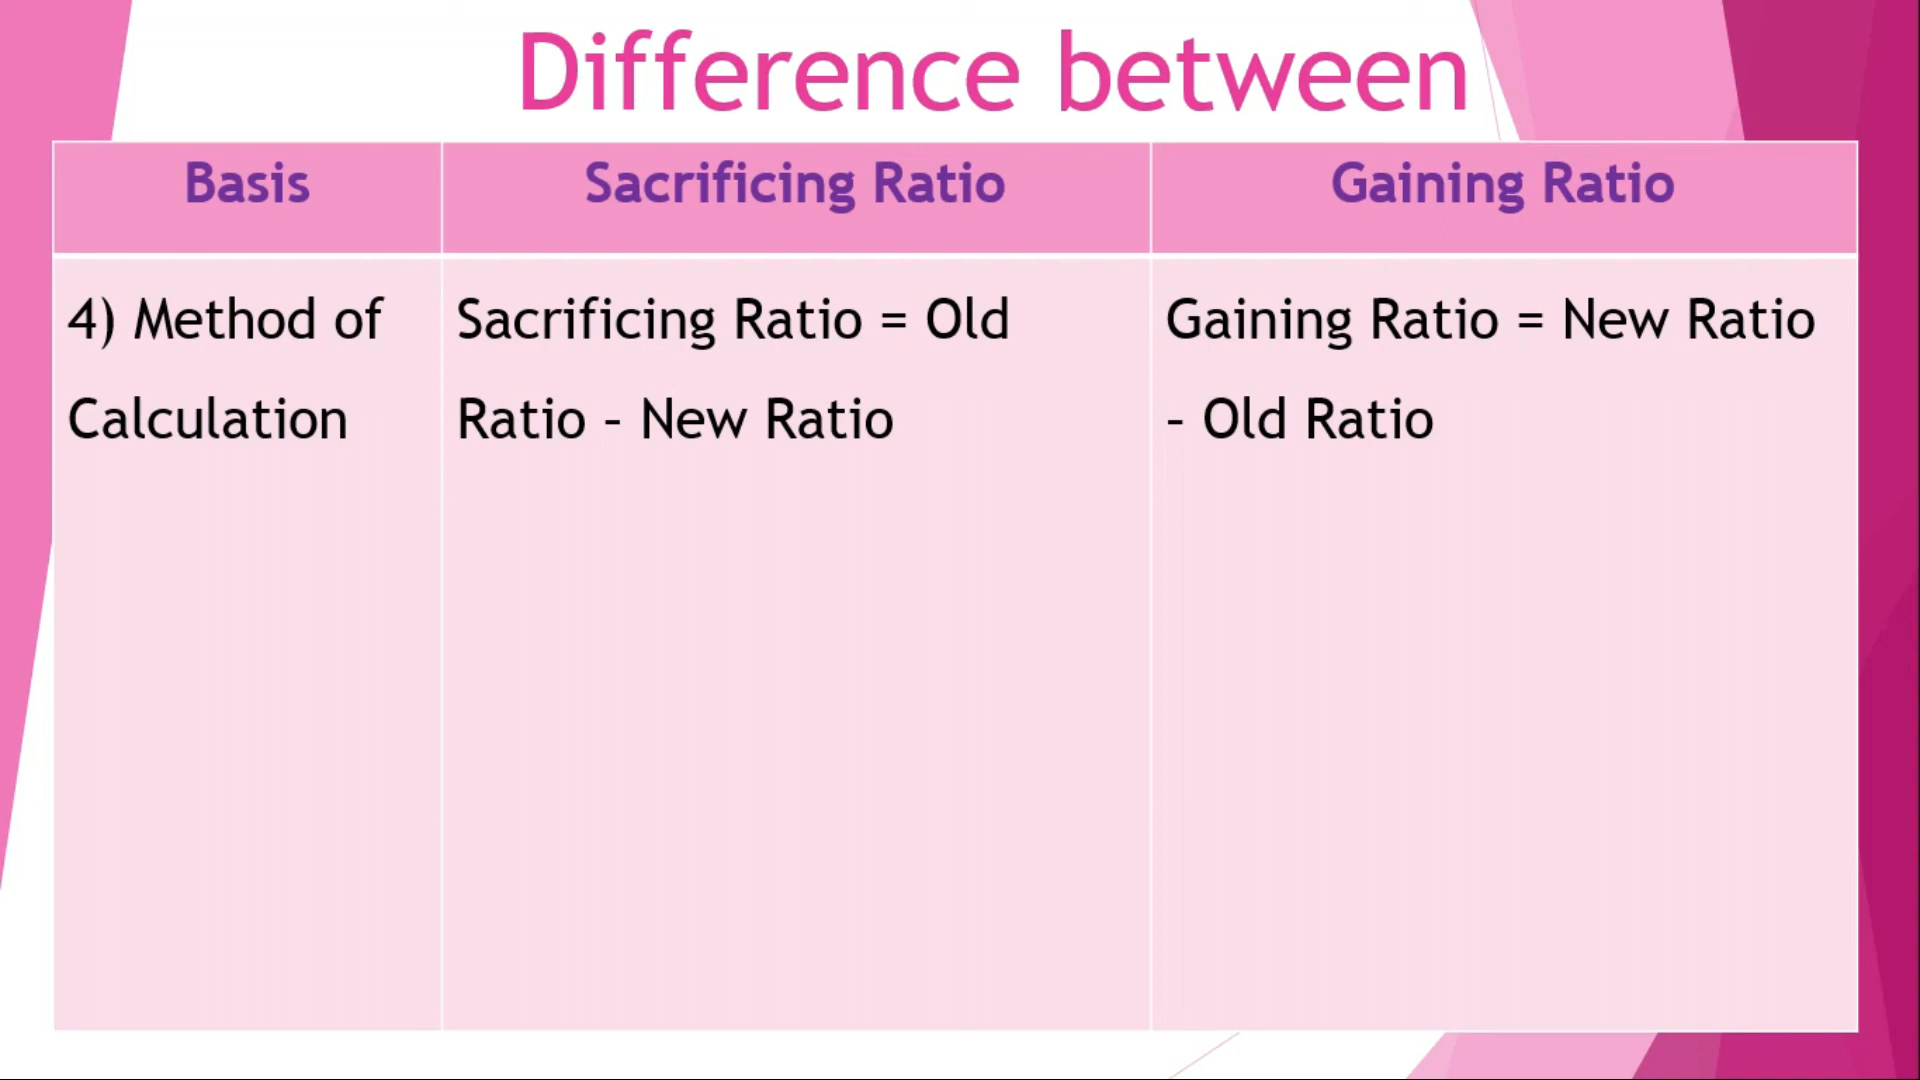 Difference between
Basis
Sacrificing Ratio
Gaining Ratio
4) Method of
Calculation
Sacrificing Ratio = Old
Ratio – New Ratio
Gaining Ratio = New Ratio
– Old Ratio